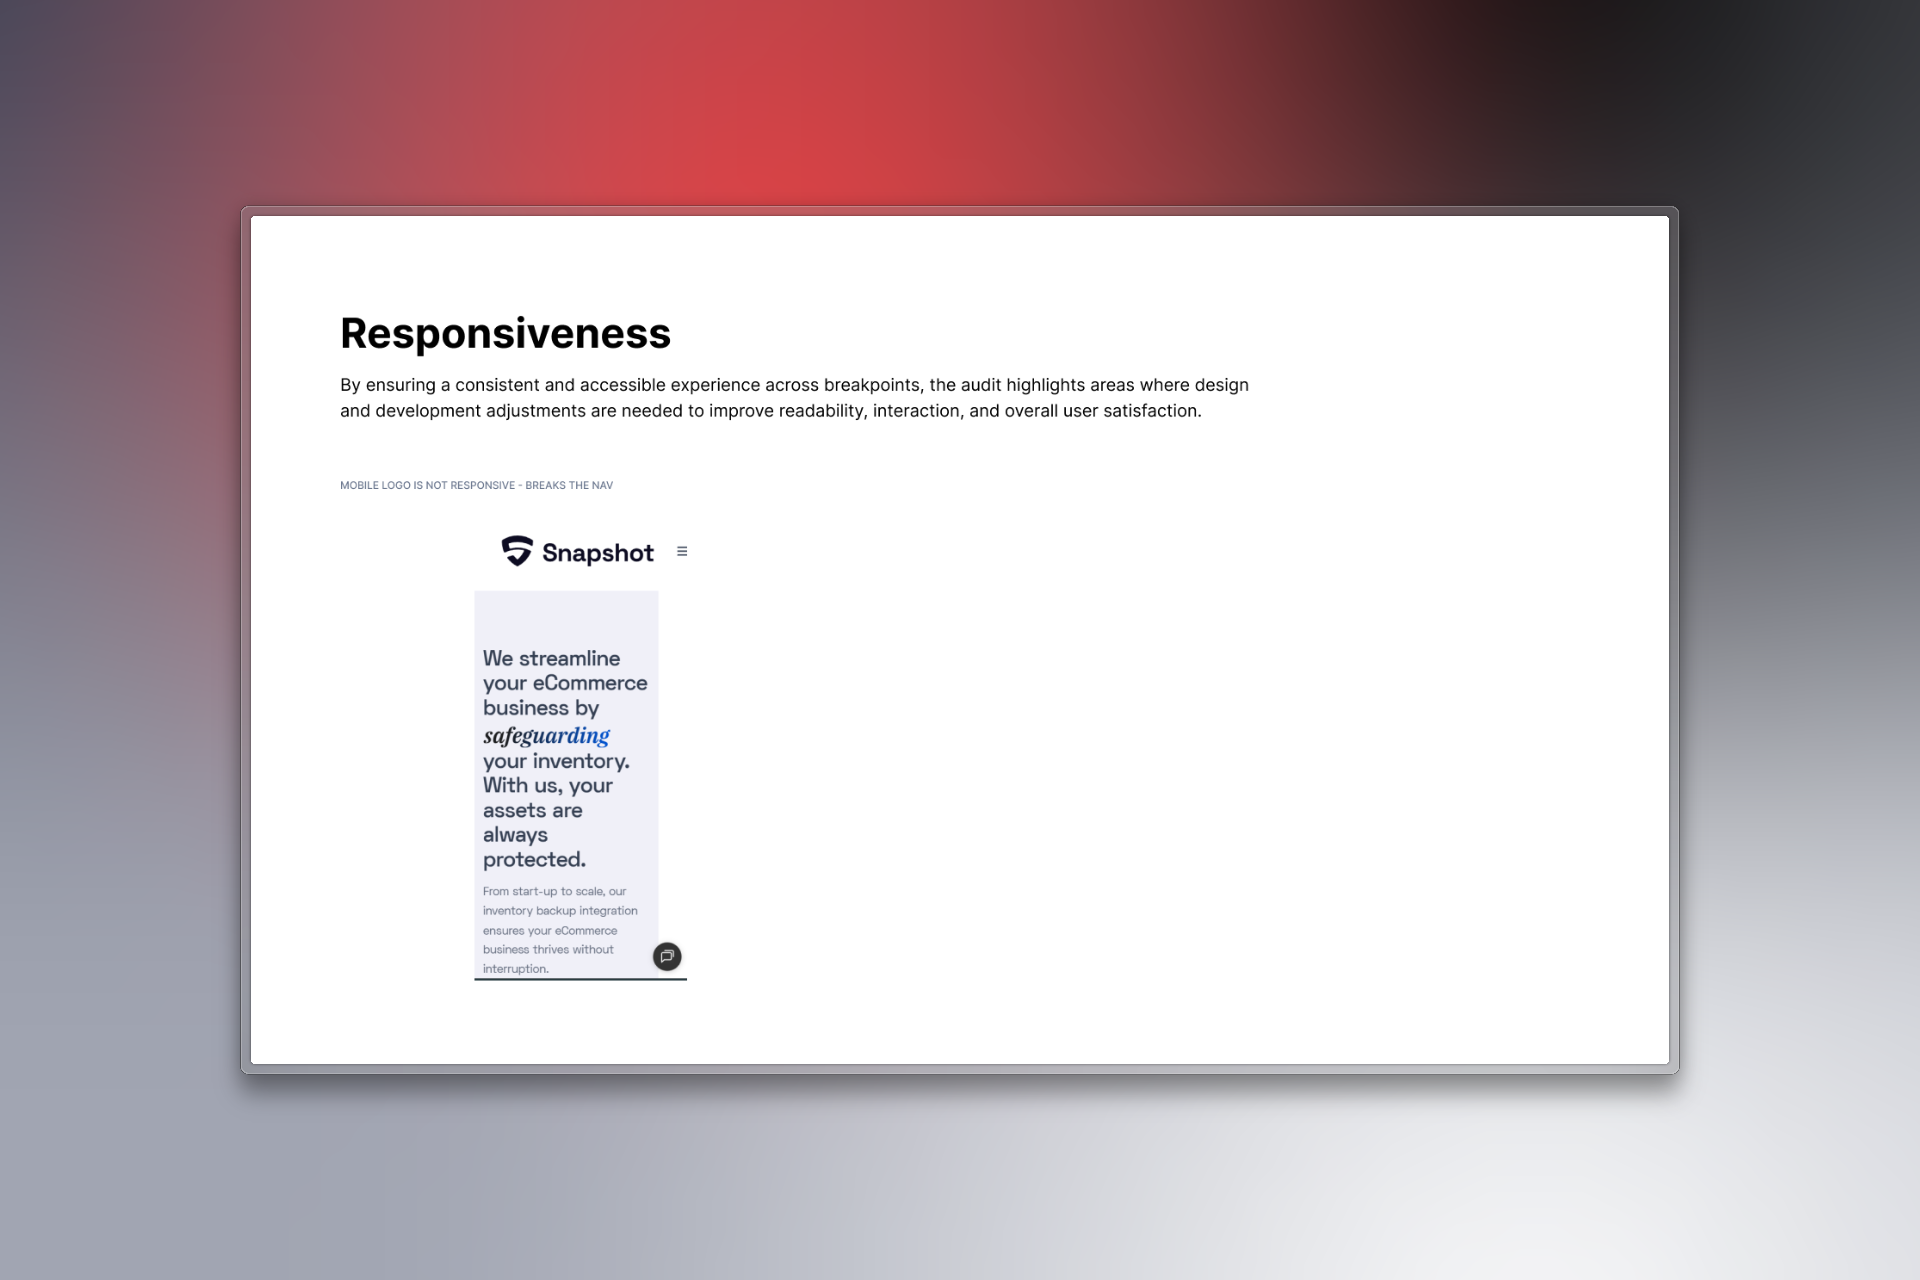 Responsiveness
By ensuring a consistent and accessible experience across breakpoints, the audit highlights areas where design
and development adjustments are needed to improve readability, interaction, and overall user satisfaction.
MOBILE LOGO IS NOT RESPONSIVE - BREAKS THE NAV
Snapshot
We streamline
your eCommerce
business by
safeguarding
your inventory.
With us, your
assets are
always
protected.
From start-up to scale, our
inventory backup integration
ensures your eCommerce
business thrives without
interruption.